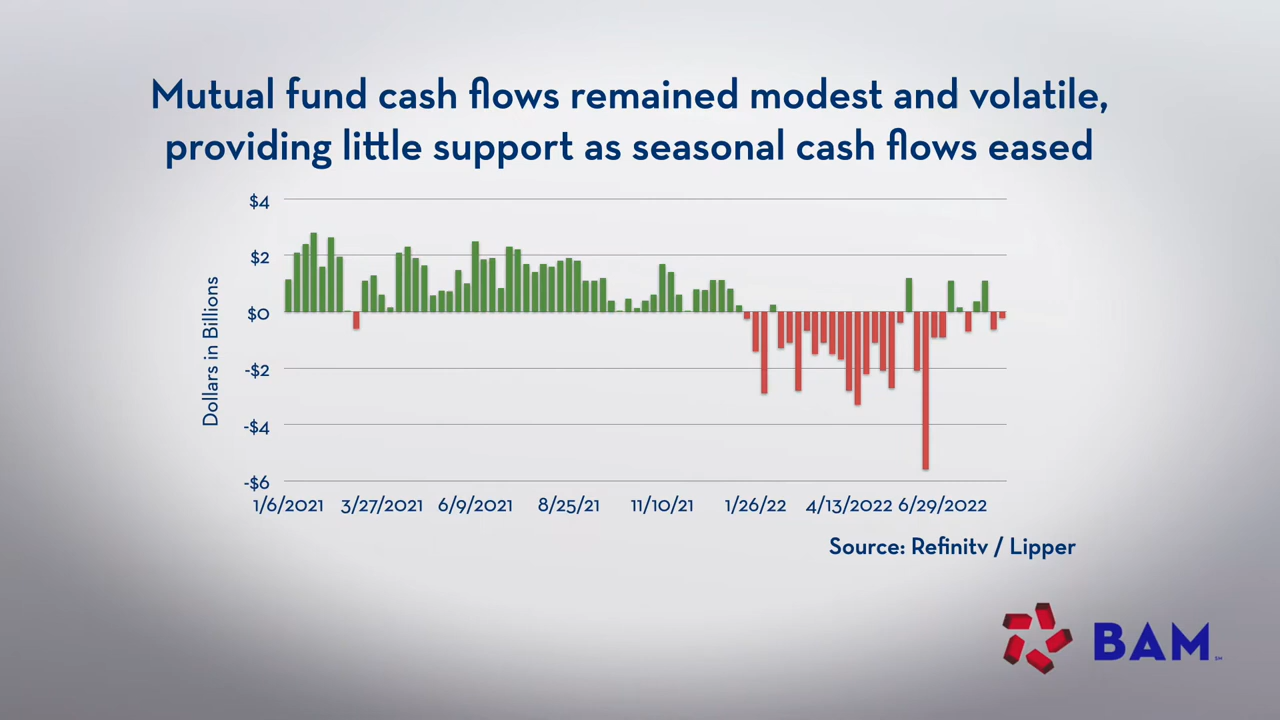 Mutual fund cash flows remained modest and volatile,
providing little support as seasonal cash flows eased
Dollars in Billions
$4
$2
$0
-$2
-$4
-$6
1/6/2021 3/27/2021 6/9/2021 8/25/21 11/10/21 1/26/22 4/13/2022 6/29/2022
Source: Refinitv / Lipper
BAM SM